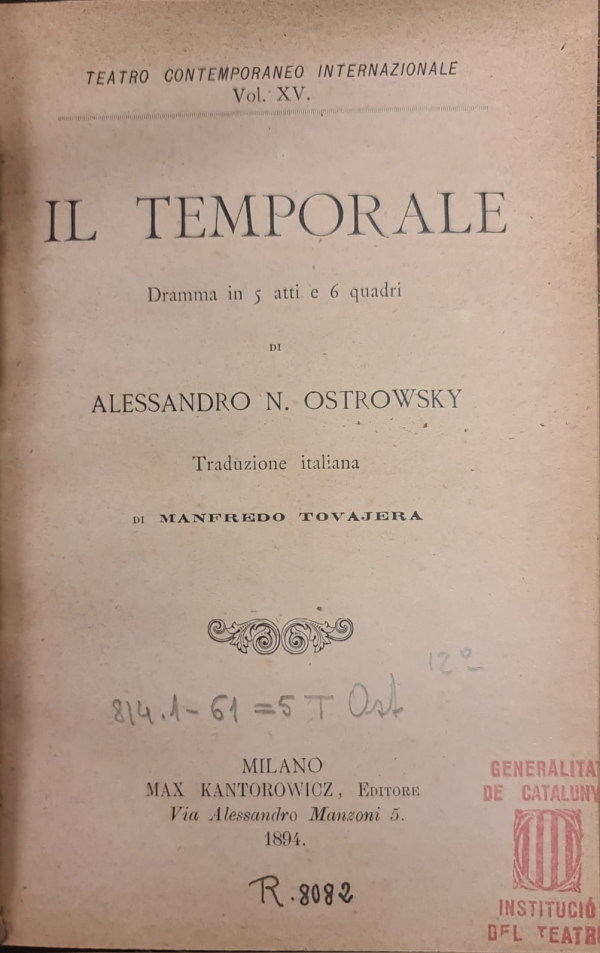 TEATRO CONTEMPORANEO INTERNAZIONALE
Vol. XV.
IL TEMPORALE
Dramma in 5 atti e 6 quadri
DI
ALESSANDRO N. OSTROWSKY
Traduzione italiana
DI MANFREDO TOVAJERA
12º
814.1-61=5 T Ost
MILANO
MAX KANTOROWICZ, EDITORE
Via Alessandro Manzoni 5.
1894.
R. 8082
GENERALITAT
DE CATALUNY
INSTITUCIÓ
DEL TEATR